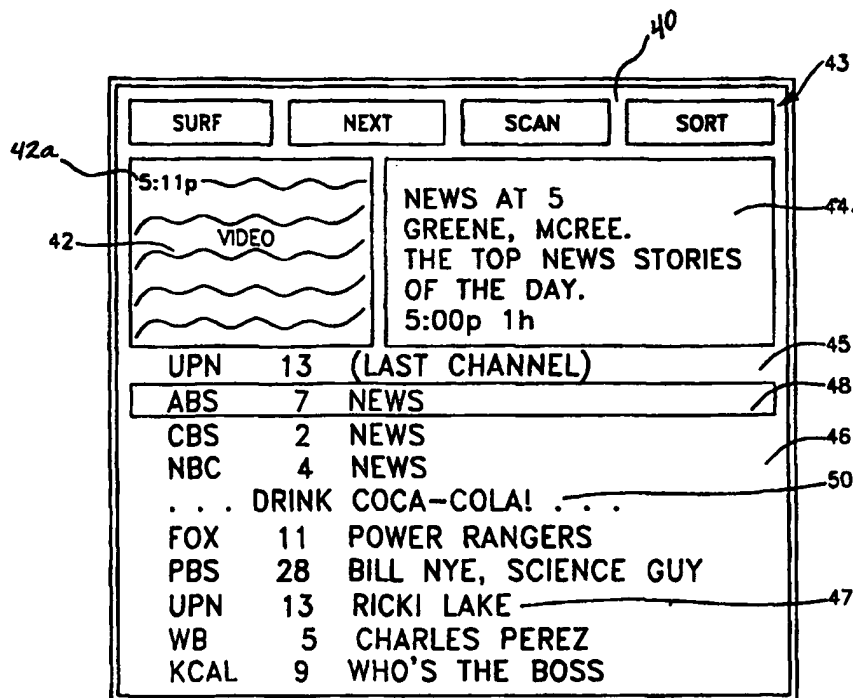 40
43
SURF NEXT SCAN SORT
42a
5:11p
VIDEO
42
NEWS AT 5
GREENE, MCREE.
THE TOP NEWS STORIES
OF THE DAY.
5:00p 1h
44
UPN 13 (LAST CHANNEL)
45
ABS 7 NEWS
48
CBS 2 NEWS
46
NBC 4 NEWS
. . . DRINK COCA-COLA! . . .
50
FOX 11 POWER RANGERS
PBS 28 BILL NYE, SCIENCE GUY
UPN 13 RICKI LAKE
47
WB 5 CHARLES PEREZ
KCAL 9 WHO'S THE BOSS